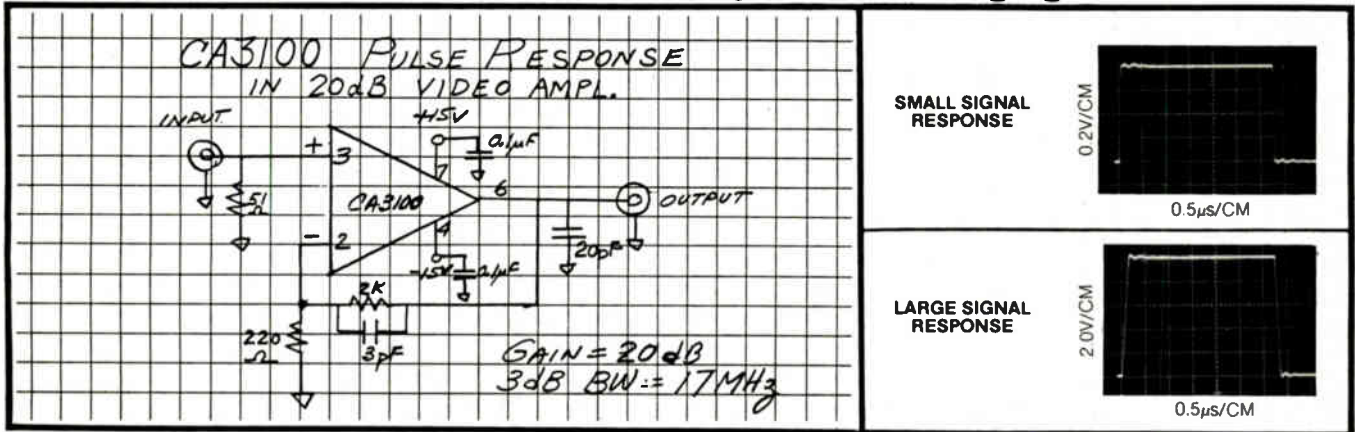 CA3100 PULSE RESPONSE
IN 20dB VIDEO AMPL.
INPUT
+15V
0.1µF
+
3
7
6
51
Ω
CA3100
OUTPUT
-
2
4
20pF
-15V
0.1µF
2K
220
Ω
3pF
GAIN = 20dB
3dB BW = 17MHz
SMALL SIGNAL
RESPONSE
0.2V/CM
0.5µs/CM
LARGE SIGNAL
RESPONSE
2 0V/CM
0.5µs/CM